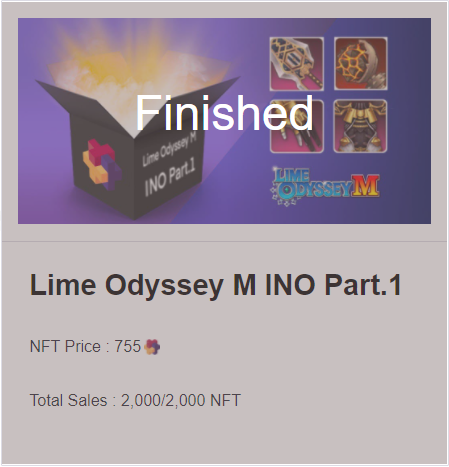 Finished
Lime Odyssey M
INO Part.1
LIME
ODYSSEY M
Lime Odyssey M INO Part.1
NFT Price : 755
Total Sales : 2,000/2,000 NFT